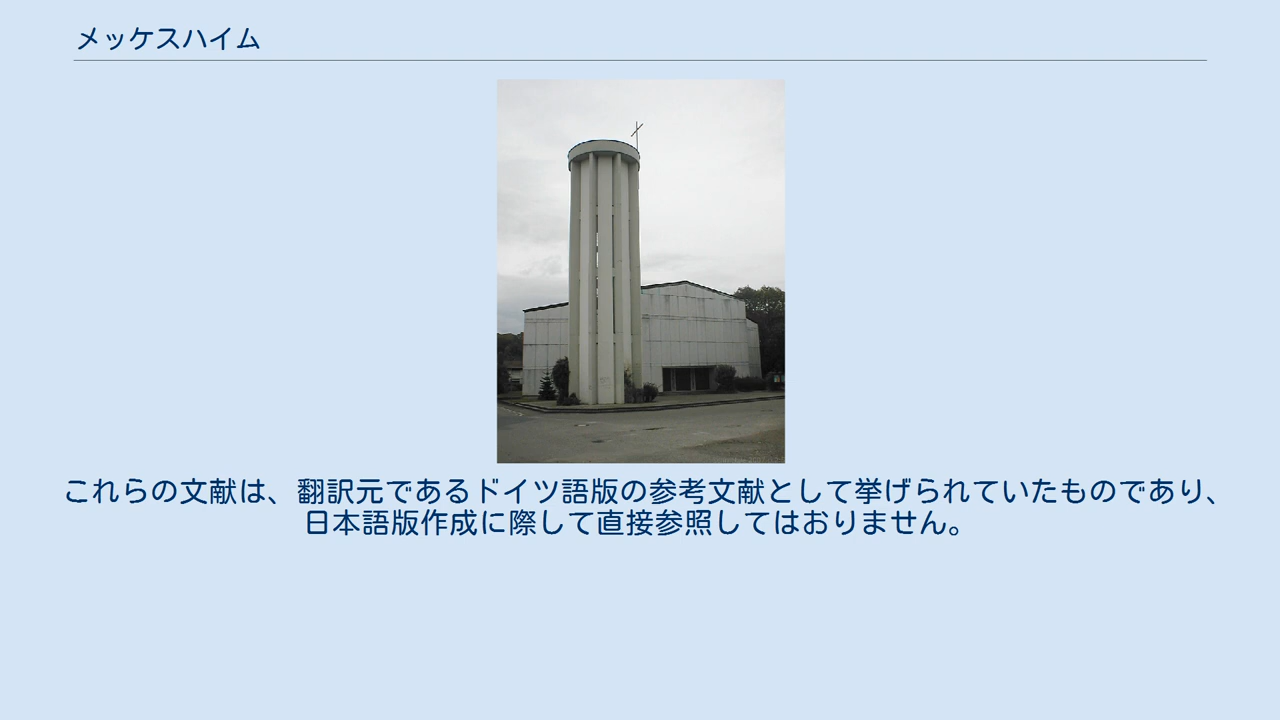 メッケスハイム
これらの文献は、翻訳元であるドイツ語版の参考文献として挙げられていたものであり、
日本語版作成に際して直接参照してはおりません。